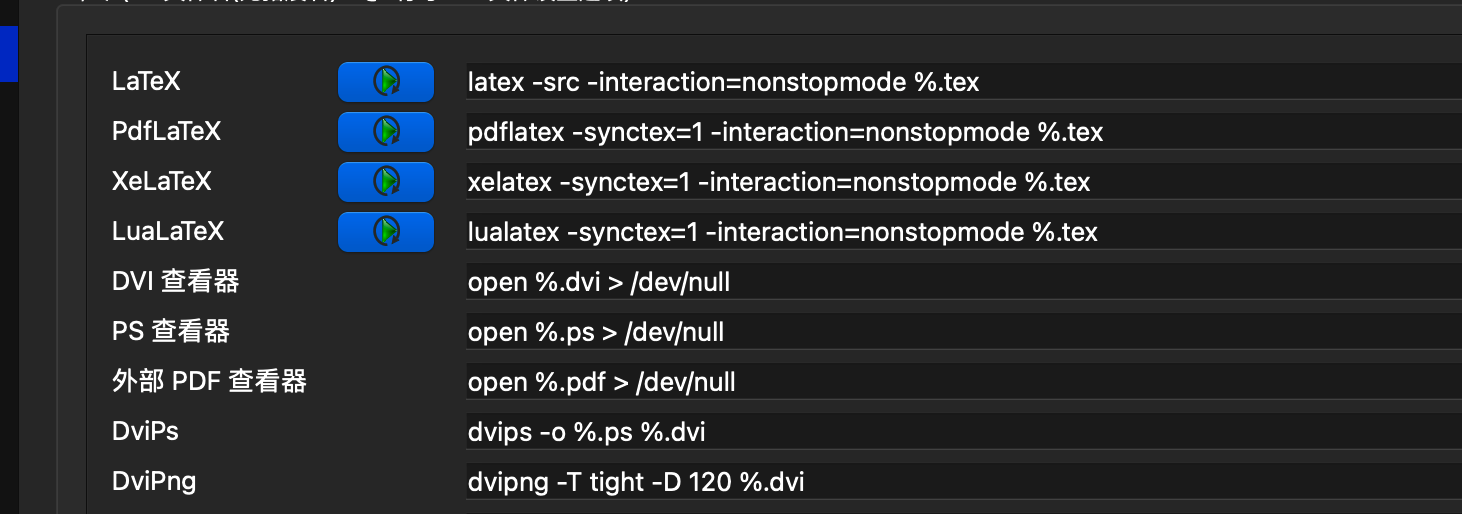 LaTeX latex -src -interaction=nonstopmode %.tex
PdfLaTeX pdflatex -synctex=1 -interaction=nonstopmode %.tex
XeLaTeX xelatex -synctex=1 -interaction=nonstopmode %.tex
LuaLaTeX lualatex -synctex=1 -interaction=nonstopmode %.tex
DVI 查看器 open %.dvi > /dev/null
PS 查看器 open %.ps > /dev/null
外部 PDF 查看器 open %.pdf > /dev/null
DviPs dvips -o %.ps %.dvi
DviPng dvipng -T tight -D 120 %.dvi